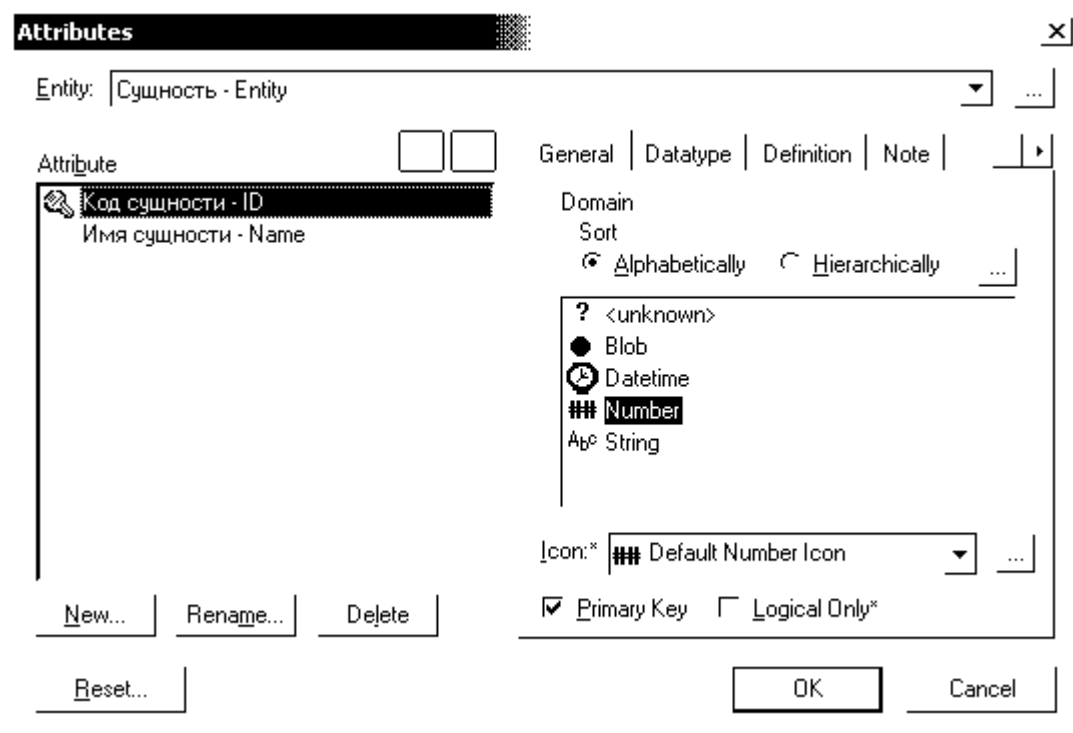 Attributes
Entity: Сущность - Entity
...
Attribute
Код сущности - ID
Имя сущности - Name
General Datatype Definition Note
Domain
Sort
Alphabetically Hierarchically ...
? <unknown>
Blob
Datetime
Number
Abc String
Icon:* Default Number Icon ...
Primary Key Logical Only*
New... Rename... Delete
Reset... OK Cancel